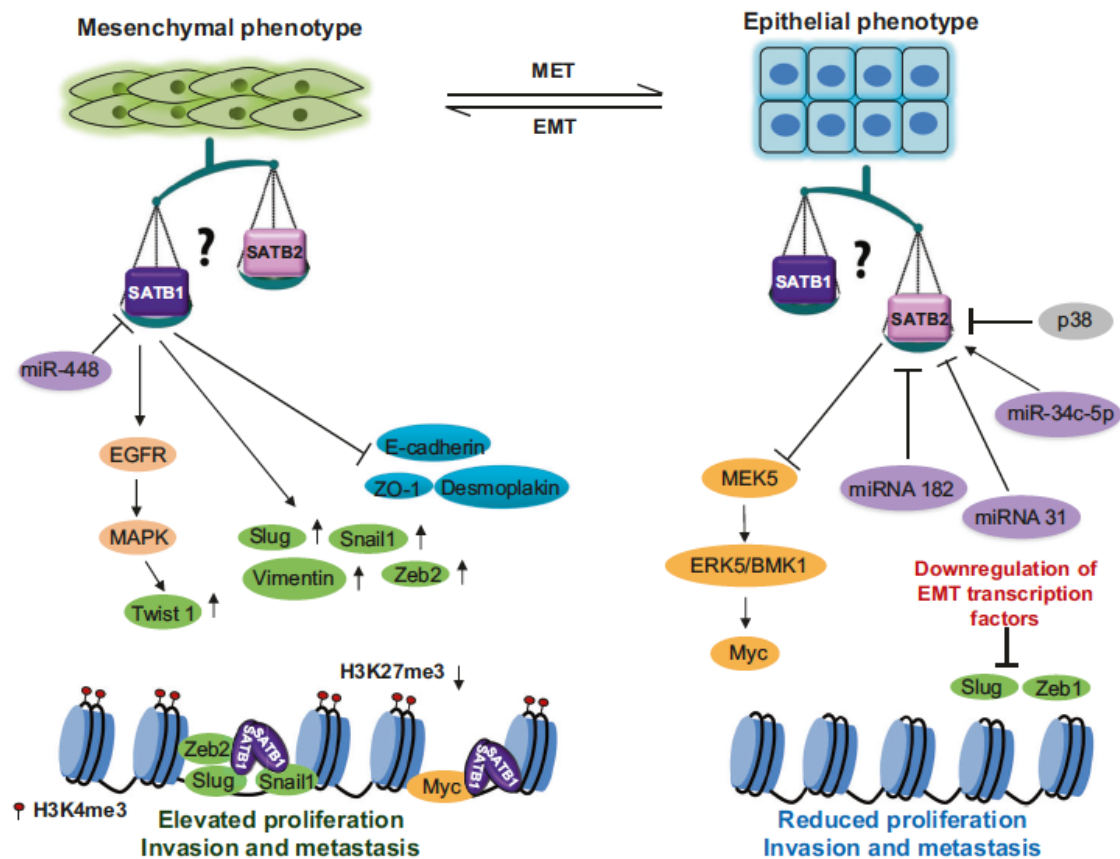 Mesenchymal phenotype
Epithelial phenotype
MET
EMT
?
SATB2
SATB1
miR-448
EGFR
MAPK
Twist 1
E-cadherin
ZO-1
Desmoplakin
Slug
Snail1
Vimentin
Zeb2
?
SATB1
SATB2
p38
miR-34c-5p
miRNA 182
miRNA 31
MEK5
ERK5/BMK1
Myc
Downregulation of
EMT transcription
factors
Slug
Zeb1
H3K27me3
Zeb2
SATB1
SATB1
Slug
Snail1
Myc
SATB1
SATB1
H3K4me3
Elevated proliferation
Invasion and metastasis
Reduced proliferation
Invasion and metastasis